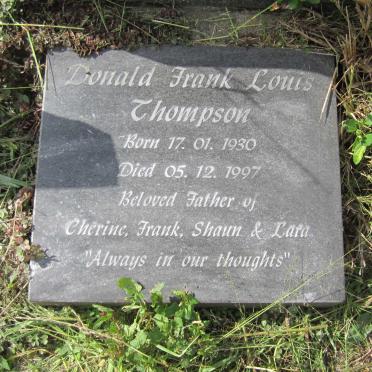 Donald Frank Louis
Thompson
Born 17. 01. 1930
Died 05. 12. 1997
Beloved Father of
Cherine, Frank, Shaun & Lara
"Always in our thoughts"